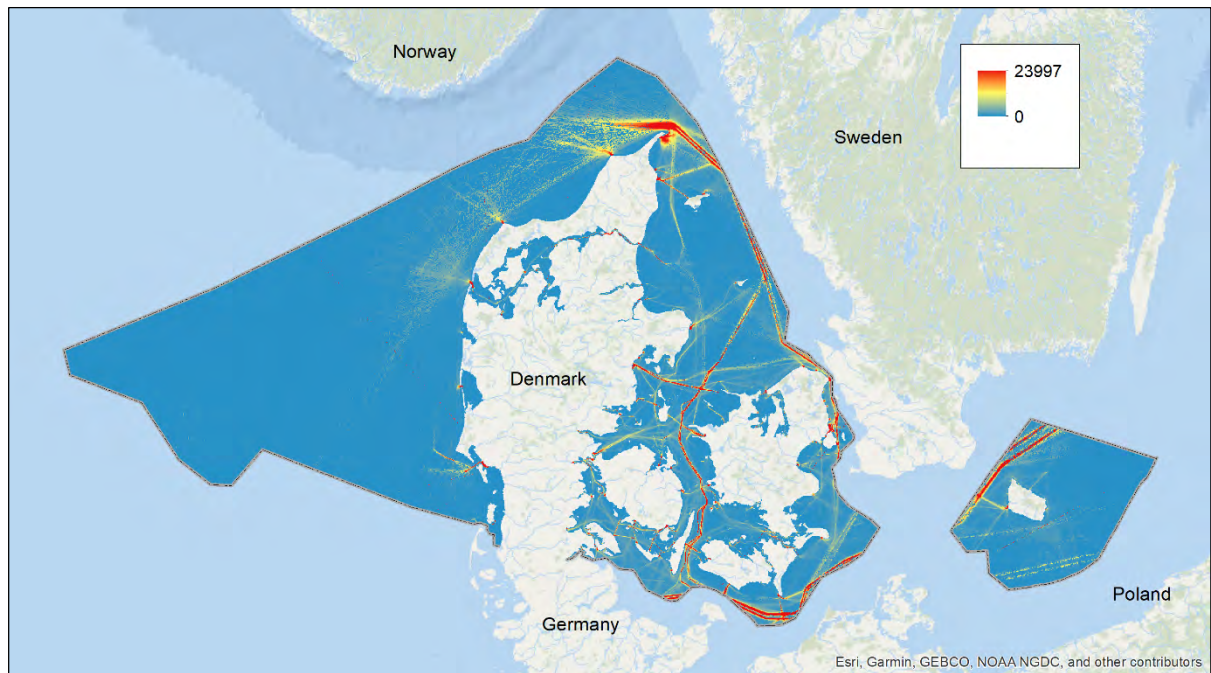 Norway
23997
0
Sweden
Denmark
Poland
Germany
Esri, Garmin, GEBCO, NOAA NGDC, and other contributors